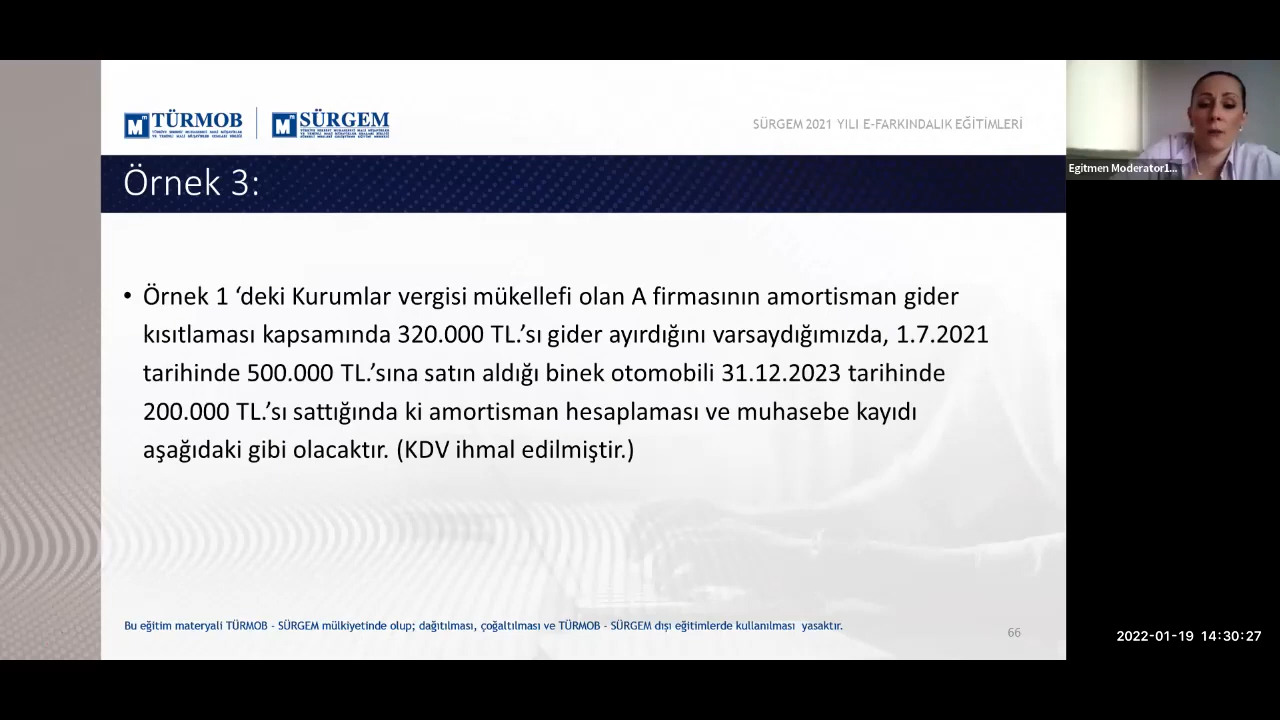 TÜRMOB
SÜRGEM
SÜRGEM 2021 YILI E-FARKINDALIK EĞİTİMLERİ
Örnek 3:
• Örnek 1 ‘deki Kurumlar vergisi mükellefi olan A firmasının amortisman gider
kısıtlaması kapsamında 320.000 TL.’sı gider ayırdığını varsaydığımızda, 1.7.2021
tarihinde 500.000 TL.’sına satın aldığı binek otomobili 31.12.2023 tarihinde
200.000 TL.’sı sattığında ki amortisman hesaplaması ve muhasebe kayıdı
aşağıdaki gibi olacaktır. (KDV ihmal edilmiştir.)
Bu eğitim materyali TÜRMOB - SÜRGEM mülkiyetinde olup; dağıtılması, çoğaltılması ve TÜRMOB - SÜRGEM dışı eğitimlerde kullanılması yasaktır.
66
Egitmen Moderator1...
2022-01-19 14:30:27